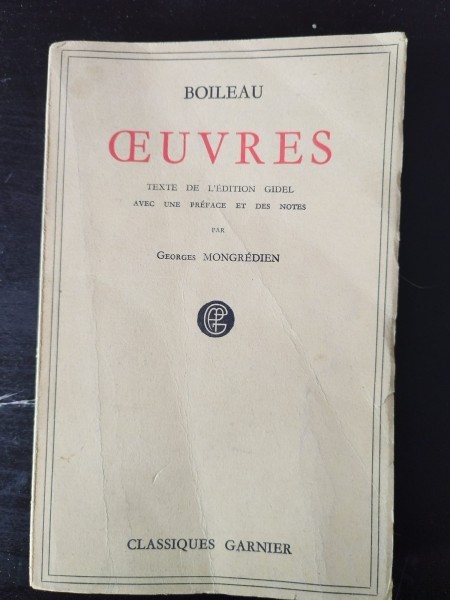 BOILEAU
ŒUVRES
TEXTE DE L'ÉDITION GIDEL
AVEC UNE PRÉFACE ET DES NOTES
PAR
Georges MONGRÉDIEN
CLASSIQUES GARNIER